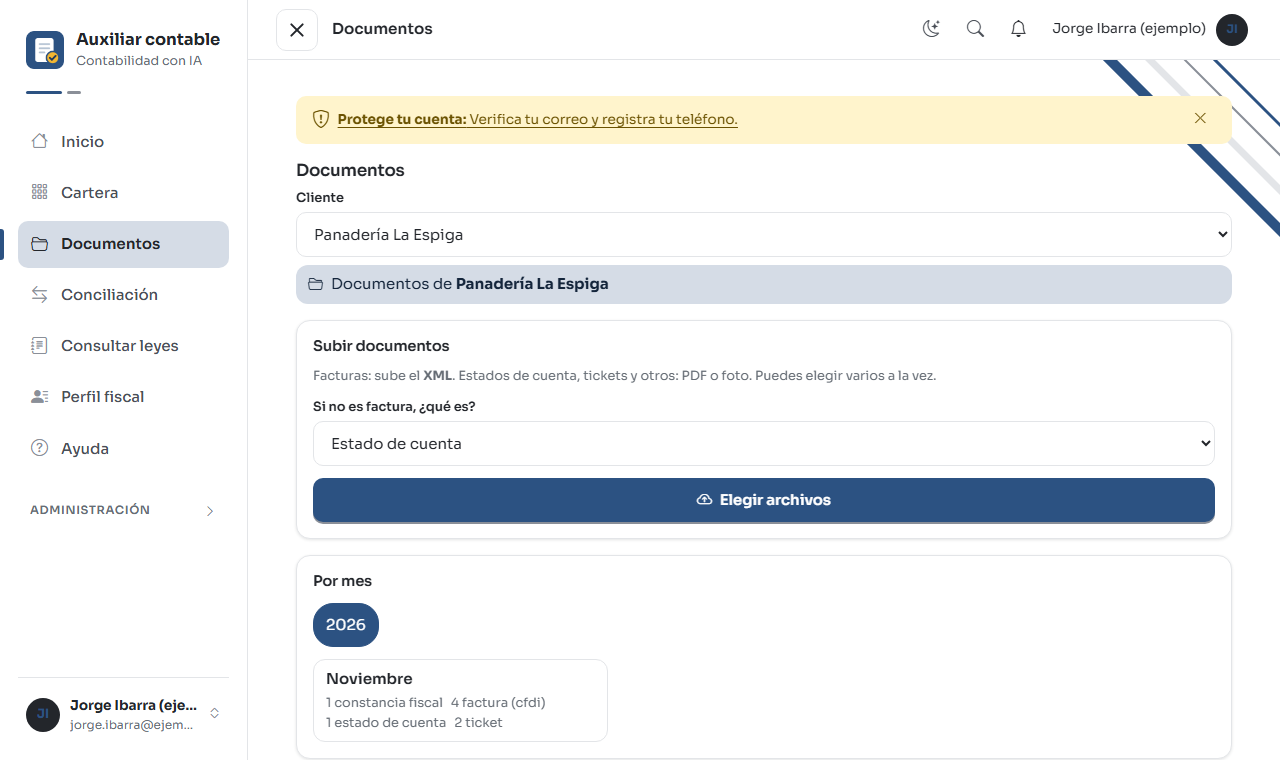 Auxiliar contable
Contabilidad con IA
Inicio
Cartera
Documentos
Conciliación
Consultar leyes
Perfil fiscal
Ayuda
ADMINISTRACIÓN
JI
Jorge Ibarra (eje...
jorge.ibarra@ejem...
Documentos
Jorge Ibarra (ejemplo)
JI
Protege tu cuenta: Verifica tu correo y registra tu teléfono.
Documentos
Cliente
Panadería La Espiga
Documentos de Panadería La Espiga
Subir documentos
Facturas: sube el XML. Estados de cuenta, tickets y otros: PDF o foto. Puedes elegir varios a la vez.
Si no es factura, ¿qué es?
Estado de cuenta
Elegir archivos
Por mes
2026
Noviembre
1 constancia fiscal 4 factura (cfdi)
1 estado de cuenta 2 ticket